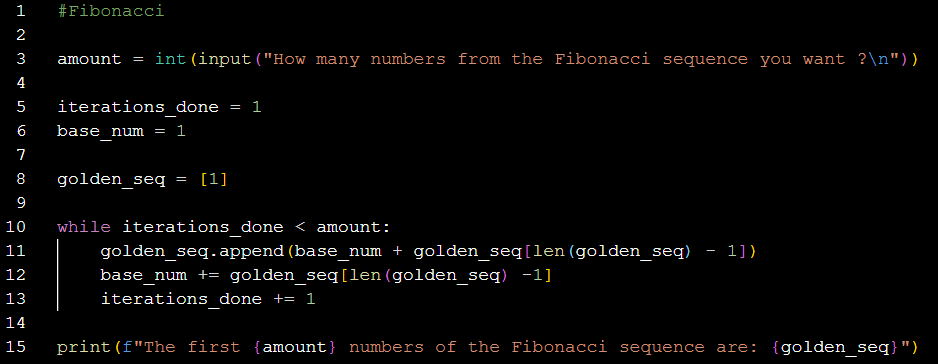 1 #Fibonacci
2
3 amount = int(input("How many numbers from the Fibonacci sequence you want ?\n"))
4
5 iterations_done = 1
6 base_num = 1
7
8 golden_seq = [1]
9
10 while iterations_done < amount:
11     golden_seq.append(base_num + golden_seq[len(golden_seq) - 1])
12     base_num += golden_seq[len(golden_seq) -1]
13     iterations_done += 1
14
15 print(f"The first {amount} numbers of the Fibonacci sequence are: {golden_seq}")